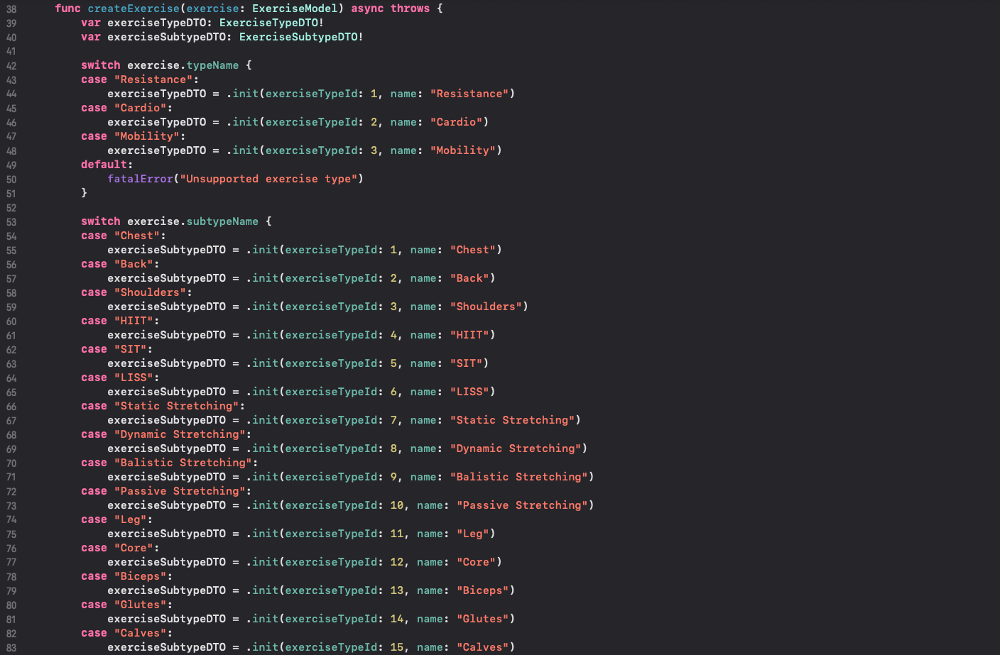 38 func createExercise(exercise: ExerciseModel) async throws {
39 var exerciseTypeDTO: ExerciseTypeDTO!
40 var exerciseSubtypeDTO: ExerciseSubtypeDTO!
41
42 switch exercise.typeName {
43 case "Resistance":
44 exerciseTypeDTO = .init(exerciseTypeId: 1, name: "Resistance")
45 case "Cardio":
46 exerciseTypeDTO = .init(exerciseTypeId: 2, name: "Cardio")
47 case "Mobility":
48 exerciseTypeDTO = .init(exerciseTypeId: 3, name: "Mobility")
49 default:
50 fatalError("Unsupported exercise type")
51 }
52
53 switch exercise.subtypeName {
54 case "Chest":
55 exerciseSubtypeDTO = .init(exerciseTypeId: 1, name: "Chest")
56 case "Back":
57 exerciseSubtypeDTO = .init(exerciseTypeId: 2, name: "Back")
58 case "Shoulders":
59 exerciseSubtypeDTO = .init(exerciseTypeId: 3, name: "Shoulders")
60 case "HIIT":
61 exerciseSubtypeDTO = .init(exerciseTypeId: 4, name: "HIIT")
62 case "SIT":
63 exerciseSubtypeDTO = .init(exerciseTypeId: 5, name: "SIT")
64 case "LISS":
65 exerciseSubtypeDTO = .init(exerciseTypeId: 6, name: "LISS")
66 case "Static Stretching":
67 exerciseSubtypeDTO = .init(exerciseTypeId: 7, name: "Static Stretching")
68 case "Dynamic Stretching":
69 exerciseSubtypeDTO = .init(exerciseTypeId: 8, name: "Dynamic Stretching")
70 case "Balistic Stretching":
71 exerciseSubtypeDTO = .init(exerciseTypeId: 9, name: "Balistic Stretching")
72 case "Passive Stretching":
73 exerciseSubtypeDTO = .init(exerciseTypeId: 10, name: "Passive Stretching")
74 case "Leg":
75 exerciseSubtypeDTO = .init(exerciseTypeId: 11, name: "Leg")
76 case "Core":
77 exerciseSubtypeDTO = .init(exerciseTypeId: 12, name: "Core")
78 case "Biceps":
79 exerciseSubtypeDTO = .init(exerciseTypeId: 13, name: "Biceps")
80 case "Glutes":
81 exerciseSubtypeDTO = .init(exerciseTypeId: 14, name: "Glutes")
82 case "Calves":
83 exerciseSubtypeDTO = .init(exerciseTypeId: 15, name: "Calves")